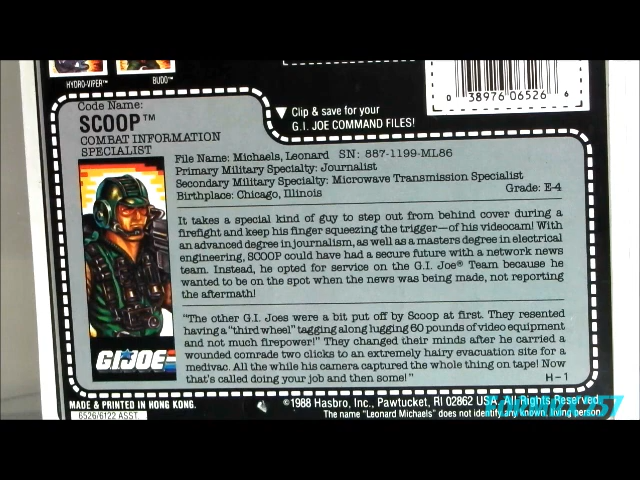 HYDRO-VIPER™
BUDO™
0 38976 06526 6
▼ Clip & save for your
G.I. JOE COMMAND FILES!
Code Name:
SCOOP™
COMBAT INFORMATION
SPECIALIST
File Name: Michaels, Leonard SN: 887-1199-ML86
Primary Military Specialty: Journalist
Secondary Military Specialty: Microwave Transmission Specialist
Birthplace: Chicago, Illinois Grade: E-4
It takes a special kind of guy to step out from behind cover during a
firefight and keep his finger squeezing the trigger—of his videocam! With
an advanced degree in journalism, as well as a masters degree in electrical
engineering, SCOOP could have had a secure future with a network news
team. Instead, he opted for service on the G.I. Joe® Team because he
wanted to be on the spot when the news was being made, not reporting
the aftermath!
"The other G.I. Joes were a bit put off by Scoop at first. They resented
having a "third wheel" tagging along lugging 60 pounds of video equipment
and not much firepower!" They changed their minds after he carried a
wounded comrade two clicks to an extremely hairy evacuation site for a
medivac. All the while his camera captured the whole thing on tape! Now
that's called doing your job and then some!"
H-1
G.I. JOE
MADE & PRINTED IN HONG KONG.
6526/6122 ASST.
©1988 Hasbro, Inc., Pawtucket, RI 02862 USA. All Rights Reserved.
The name "Leonard Michaels" does not identify any living person.